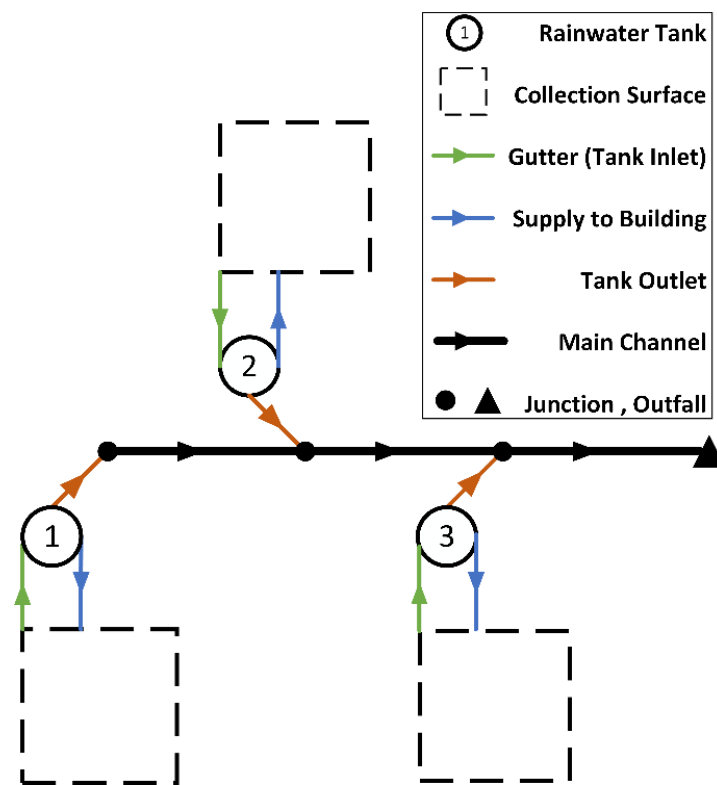 1 Rainwater Tank
Collection Surface
Gutter (Tank Inlet)
Supply to Building
Tank Outlet
Main Channel
Junction , Outfall
2
1
3